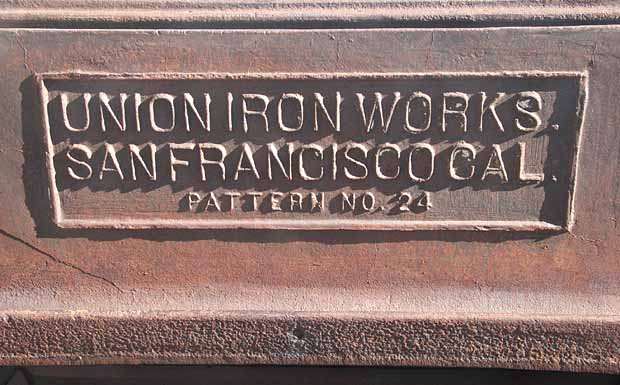 UNION IRON WORKS.
SAN FRANCISCO CAL.
PATTERN NO. 24